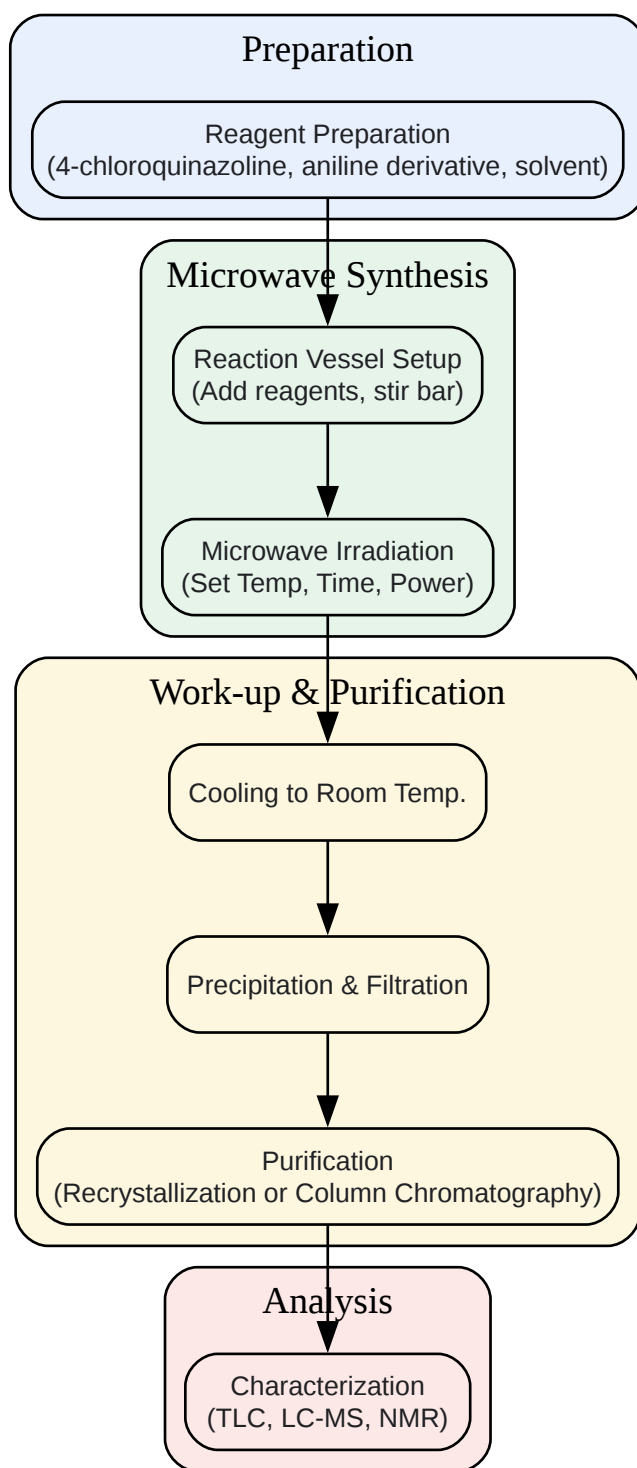 Preparation
Reagent Preparation
(4-chloroquinazoline, aniline derivative, solvent)
Microwave Synthesis
Reaction Vessel Setup
(Add reagents, stir bar)
Microwave Irradiation
(Set Temp, Time, Power)
Work-up & Purification
Cooling to Room Temp.
Precipitation & Filtration
Purification
(Recrystallization or Column Chromatography)
Analysis
Characterization
(TLC, LC-MS, NMR)